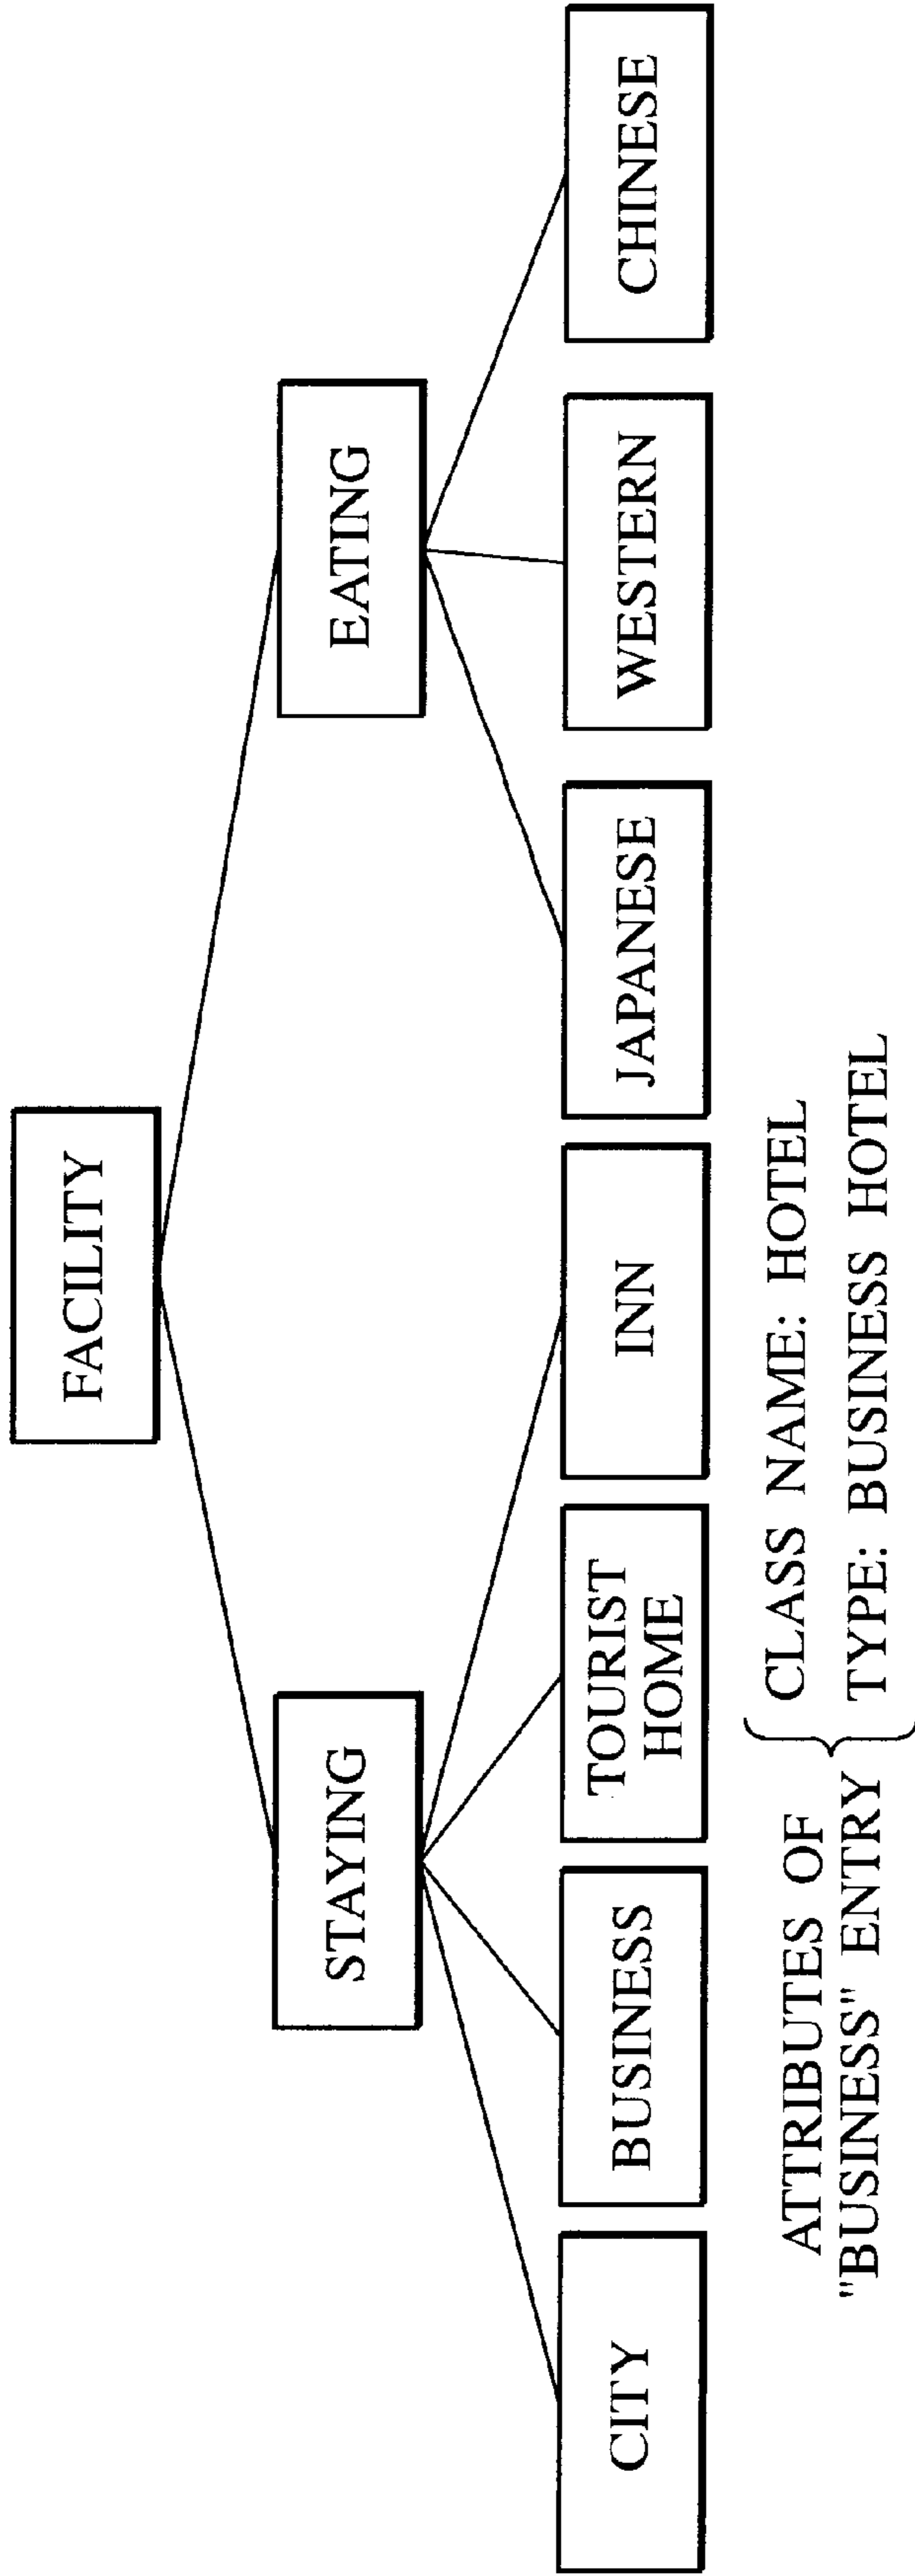 FACILITY
STAYING
EATING
CITY
BUSINESS
TOURIST
HOME
INN
JAPANESE
WESTERN
CHINESE
ATTRIBUTES OF
"BUSINESS" ENTRY
CLASS NAME: HOTEL
TYPE: BUSINESS HOTEL